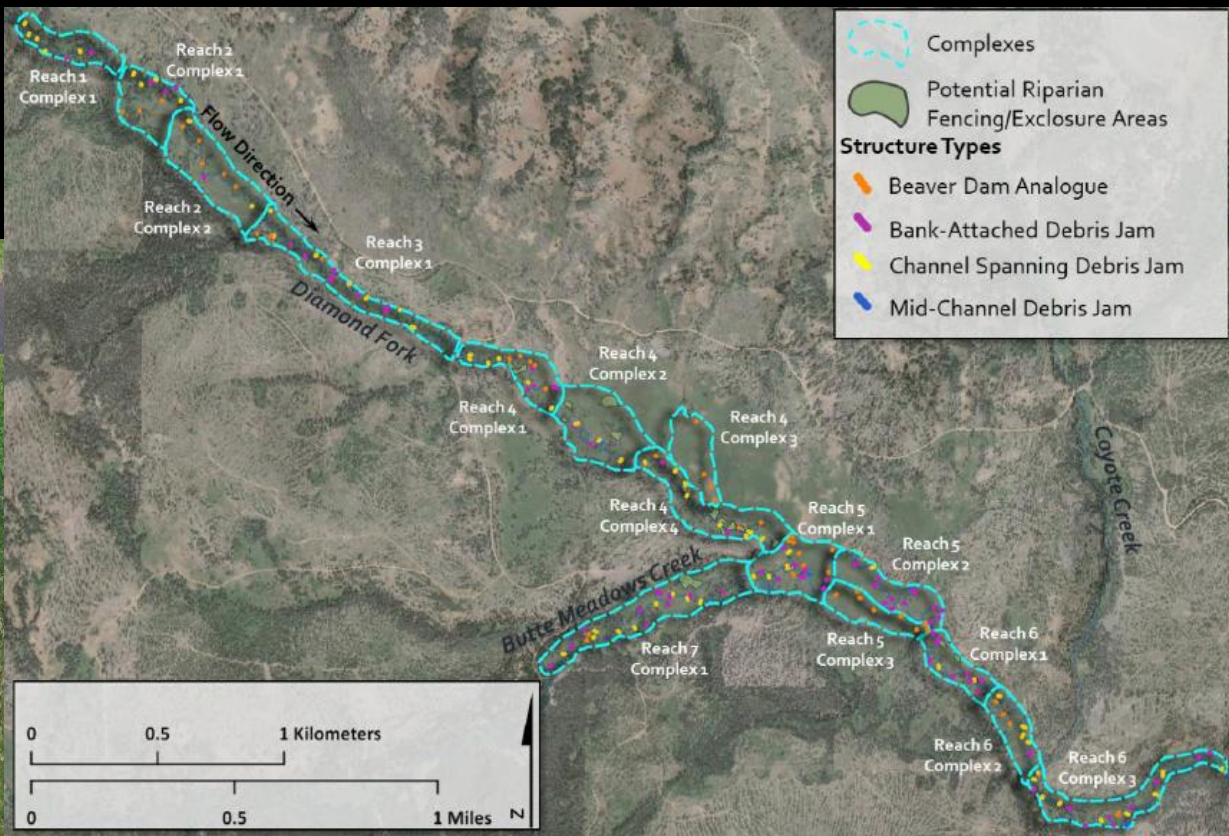 Reach 1
Complex 1
Reach 2
Complex 1
Flow Direction
Reach 2
Complex 2
Reach 3
Complex 1
Diamond Fork
Reach 4
Complex 1
Reach 4
Complex 2
Reach 4
Complex 3
Reach 4
Complex 4
Reach 5
Complex 1
Reach 5
Complex 2
Reach 5
Complex 3
Butte Meadows Creek
Reach 7
Complex 1
Reach 6
Complex 1
Reach 6
Complex 2
Reach 6
Complex 3
Coyote Creek
Complexes
Potential Riparian
Fencing/Exclosure Areas
Structure Types
Beaver Dam Analogue
Bank-Attached Debris Jam
Channel Spanning Debris Jam
Mid-Channel Debris Jam
0 0.5 1 Kilometers
0 0.5 1 Miles
N